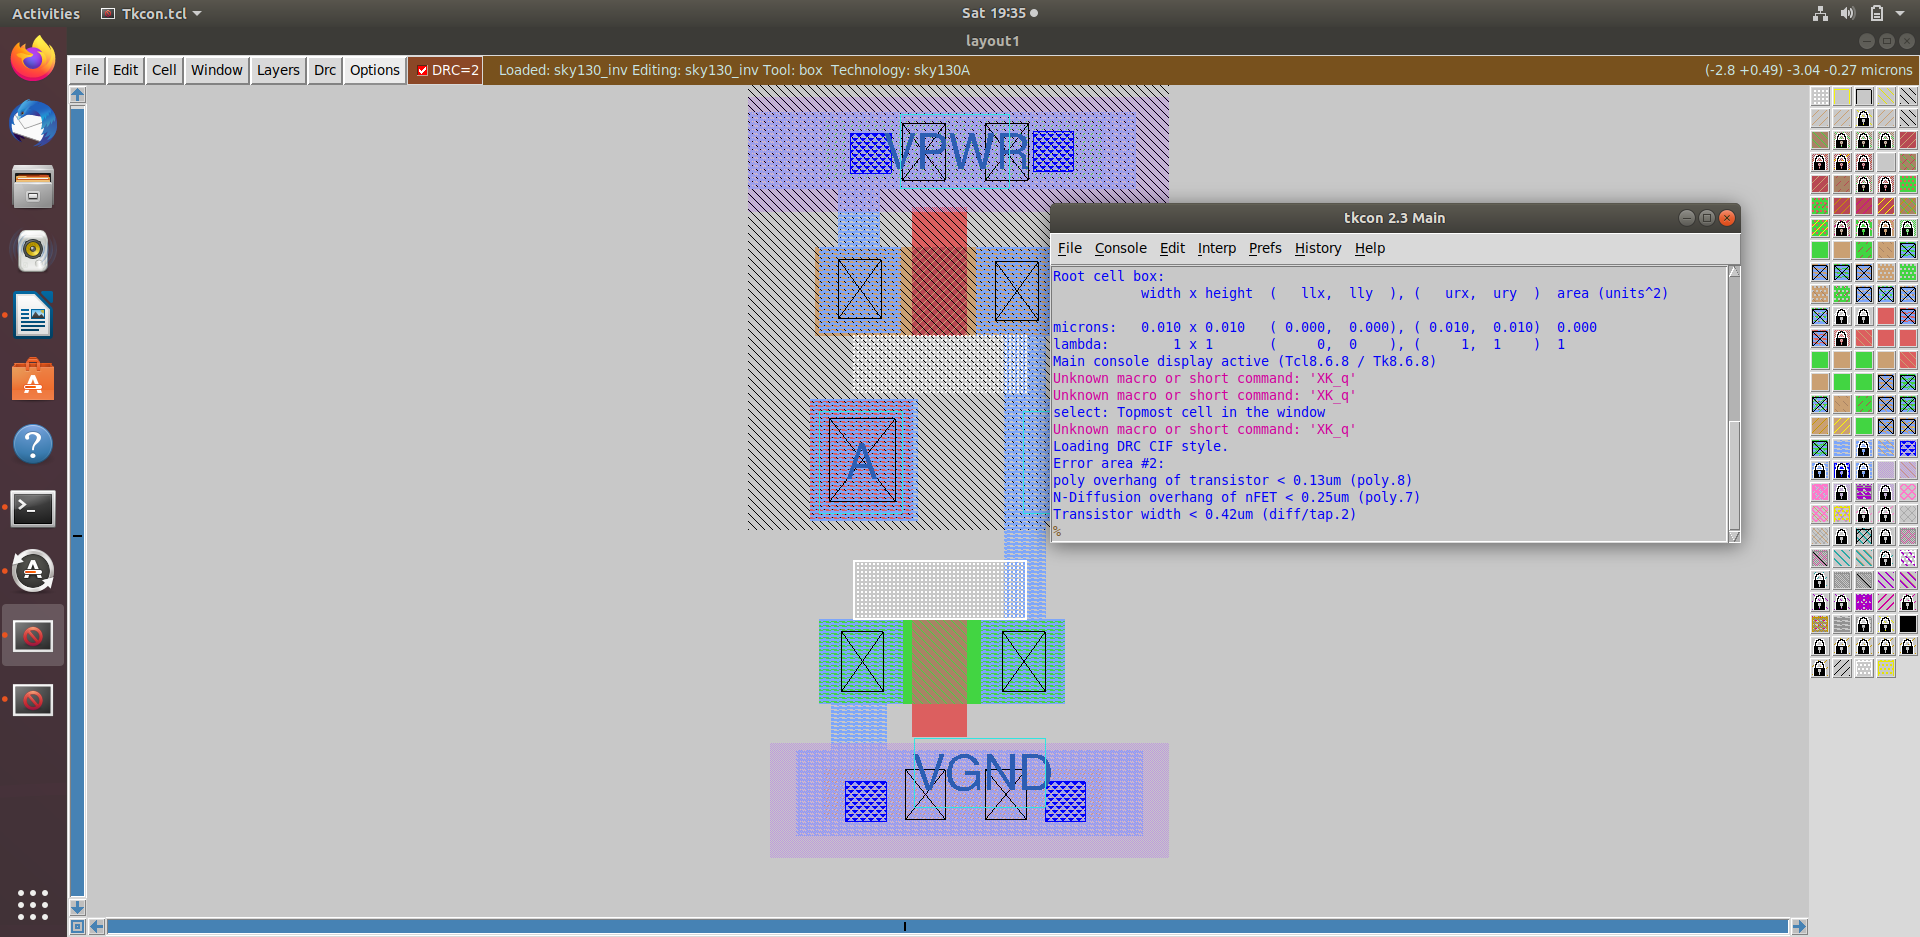 Activities
Tkcon.tcl
Sat 19:35
layout1
File Edit Cell Window Layers Drc Options DRC=2 Loaded: sky130_inv Editing: sky130_inv Tool: box Technology: sky130A (-2.8 +0.49) -3.04 -0.27 microns
VPWR
A
VGND
tkcon 2.3 Main
File Console Edit Interp Prefs History Help
Root cell box:
width x height ( llx, lly ), ( urx, ury ) area (units^2)
microns: 0.010 x 0.010 ( 0.000, 0.000), ( 0.010, 0.010) 0.000
lambda: 1 x 1 ( 0, 0 ), ( 1, 1 ) 1
Main console display active (Tcl8.6.8 / Tk8.6.8)
Unknown macro or short command: 'XK_q'
Unknown macro or short command: 'XK_q'
select: Topmost cell in the window
Unknown macro or short command: 'XK_q'
Loading DRC CIF style.
Error area #2:
poly overhang of transistor < 0.13um (poly.8)
N-Diffusion overhang of nFET < 0.25um (poly.7)
Transistor width < 0.42um (diff/tap.2)
%